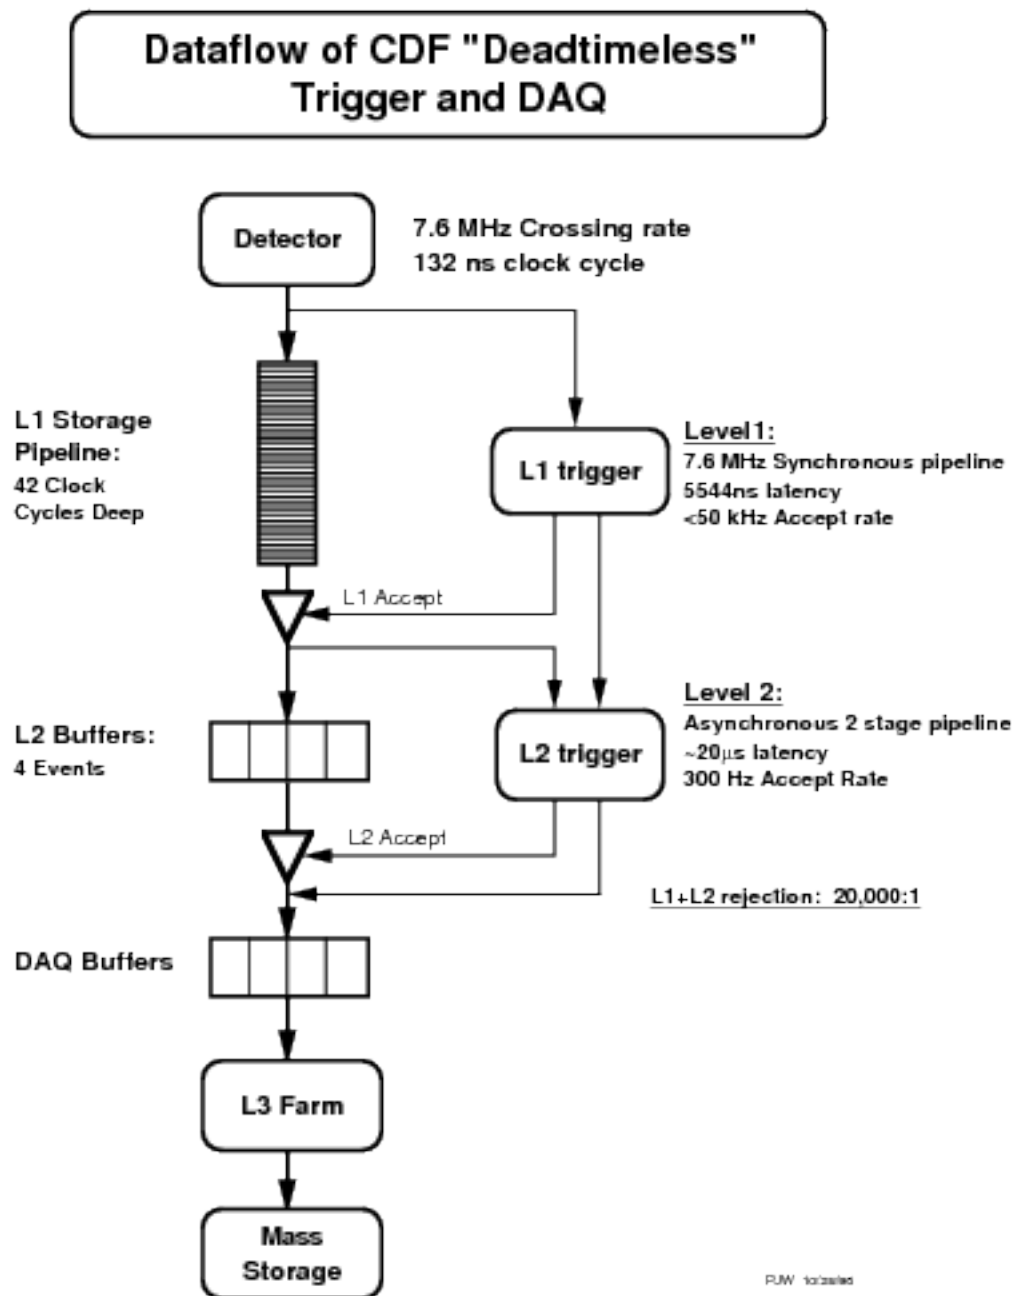 Dataflow of CDF "Deadtimeless"
Trigger and DAQ
Detector
7.6 MHz Crossing rate
132 ns clock cycle
L1 Storage
Pipeline:
42 Clock
Cycles Deep
L1 trigger
Level1:
7.6 MHz Synchronous pipeline
5544ns latency
<50 kHz Accept rate
L1 Accept
L2 Buffers:
4 Events
L2 trigger
Level 2:
Asynchronous 2 stage pipeline
~20µs latency
300 Hz Accept Rate
L2 Accept
L1+L2 rejection: 20,000:1
DAQ Buffers
L3 Farm
Mass
Storage
PJW